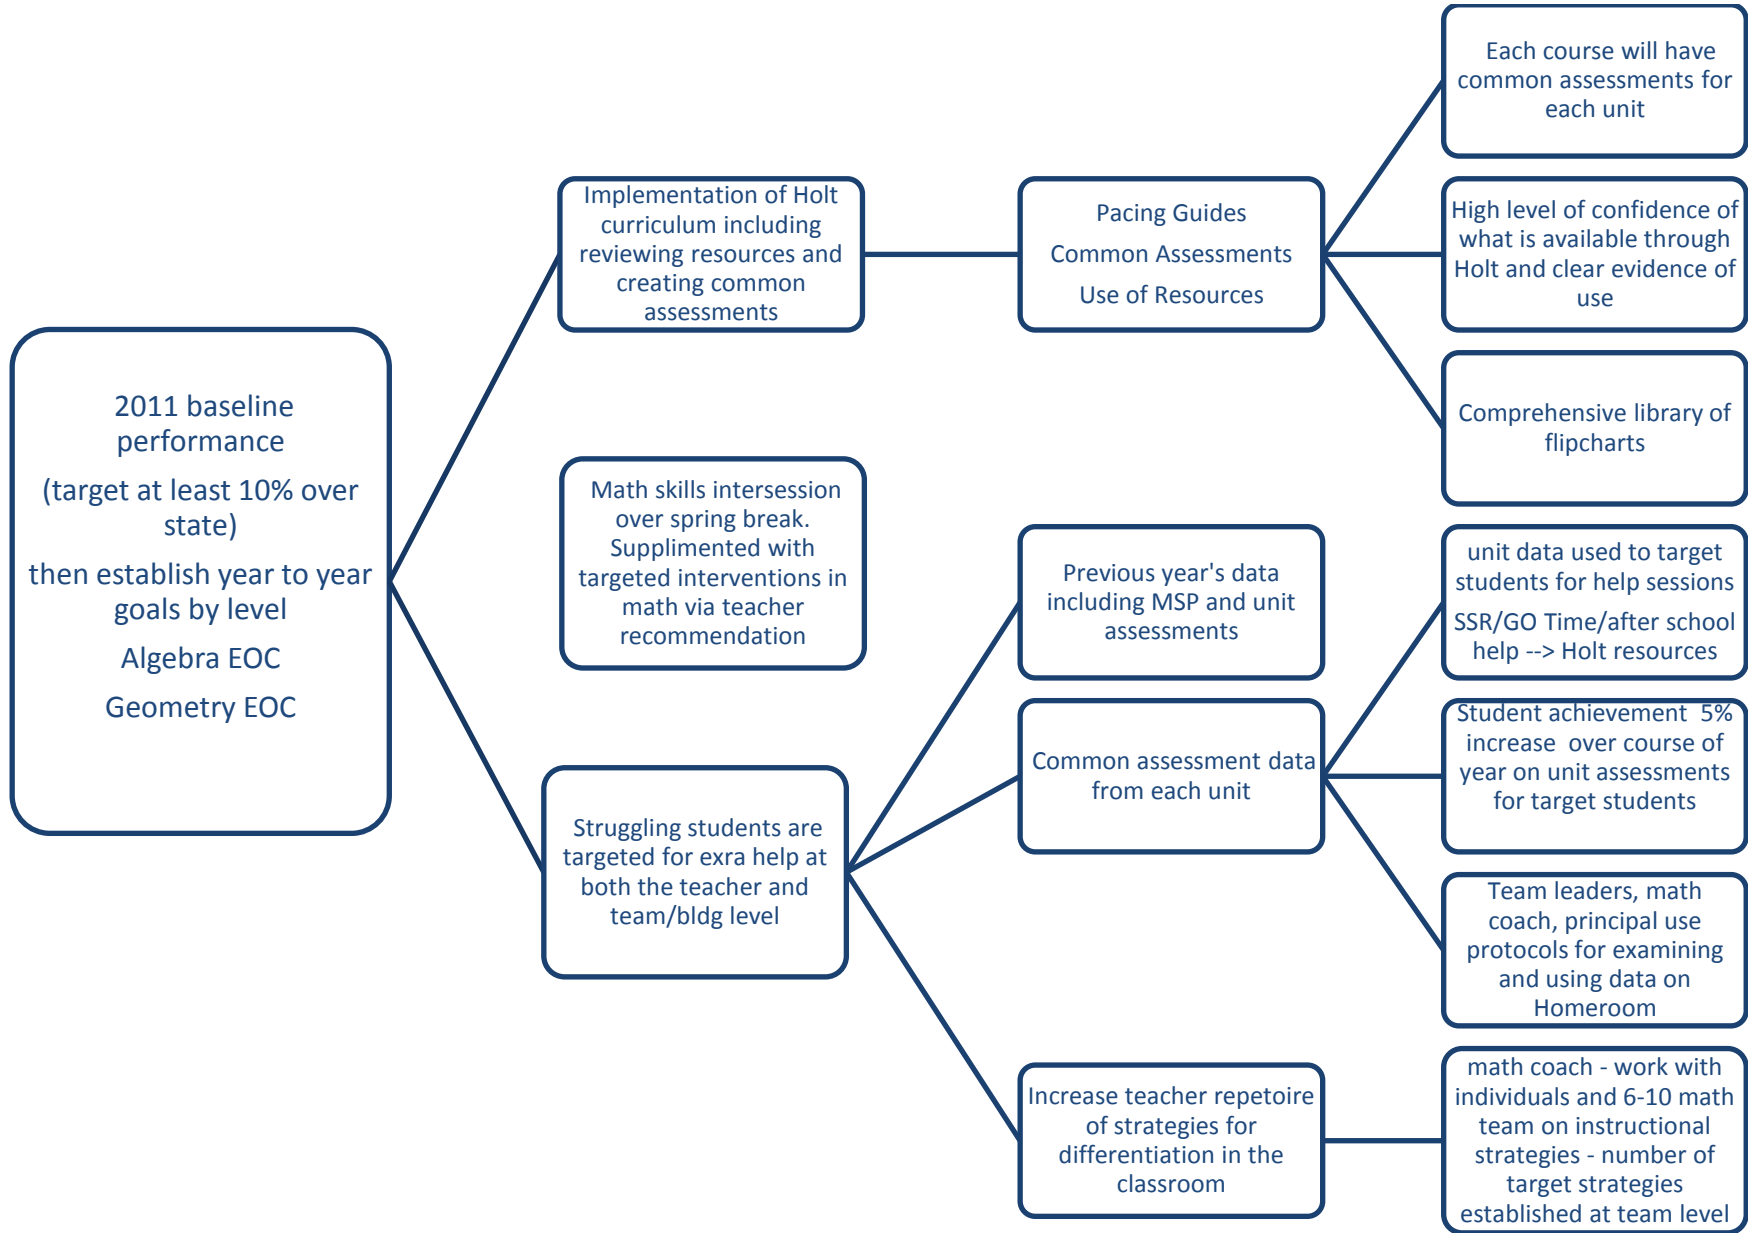 2011 baseline
performance
(target at least 10% over
state)
then establish year to year
goals by level
Algebra EOC
Geometry EOC
Implementation of Holt
curriculum including
reviewing resources and
creating common
assessments
Pacing Guides
Common Assessments
Use of Resources
Each course will have
common assessments for
each unit
High level of confidence of
what is available through
Holt and clear evidence of
use
Comprehensive library of
flipcharts
Math skills intersession
over spring break.
Supplimented with
targeted interventions in
math via teacher
recommendation
Struggling students are
targeted for exra help at
both the teacher and
team/bldg level
Previous year's data
including MSP and unit
assessments
Common assessment data
from each unit
unit data used to target
students for help sessions
SSR/GO Time/after school
help --> Holt resources
Student achievement  5%
increase  over course of
year on unit assessments
for target students
Team leaders, math
coach, principal use
protocols for examining
and using data on
Homeroom
Increase teacher repetoire
of strategies for
differentiation in the
classroom
math coach - work with
individuals and 6-10 math
team on instructional
strategies - number of
target strategies
established at team level